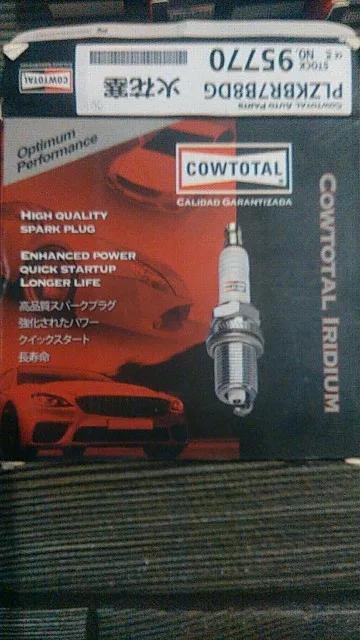 COWTOTAL
COWTOTAL AUTO PARTS
PLZKBR7B8DG
STOCK NO. 95770
火花塞
Optimum
Performance
COWTOTAL
CALIDAD GARANTIZADA
HIGH QUALITY
SPARK PLUG
ENHANCED POWER
QUICK STARTUP
LONGER LIFE
高品質スパークプラグ
強化されたパワー
クイックスタート
長寿命
COWTOTAL IRIDIUM